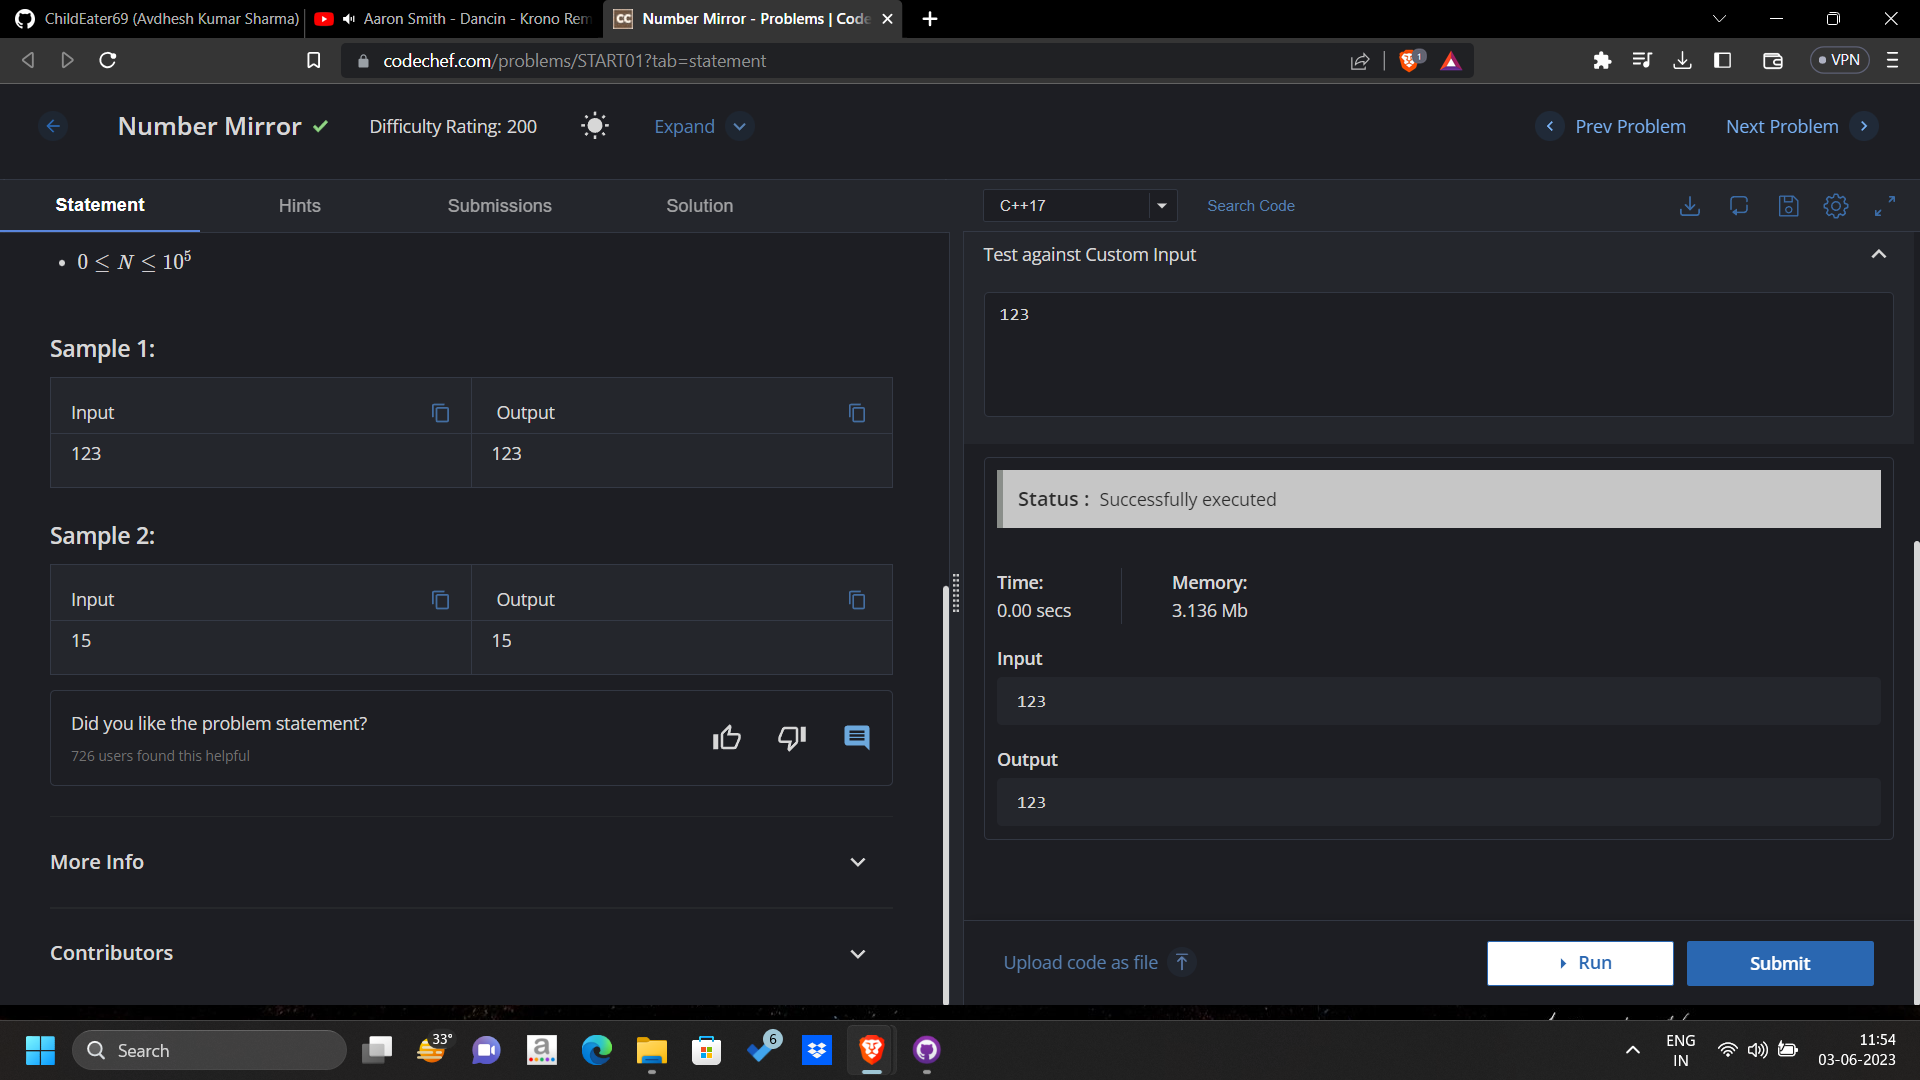 ChildEater69 (Avdhesh Kumar Sharma)
Aaron Smith - Dancin - Krono Rem
Number Mirror - Problems | Code
codechef.com/problems/START01?tab=statement
1
VPN
Number Mirror
Difficulty Rating: 200
Expand
Prev Problem
Next Problem
Statement
Hints
Submissions
Solution
C++17
Search Code
• 0 ≤ N ≤ 10⁵
Sample 1:
Input
Output
123
123
Sample 2:
Input
Output
15
15
Did you like the problem statement?
726 users found this helpful
More Info
Contributors
Test against Custom Input
123
Status : Successfully executed
Time:
0.00 secs
Memory:
3.136 Mb
Input
123
Output
123
Upload code as file
Run
Submit
Search
33°
a
6
ENG
IN
11:54
03-06-2023